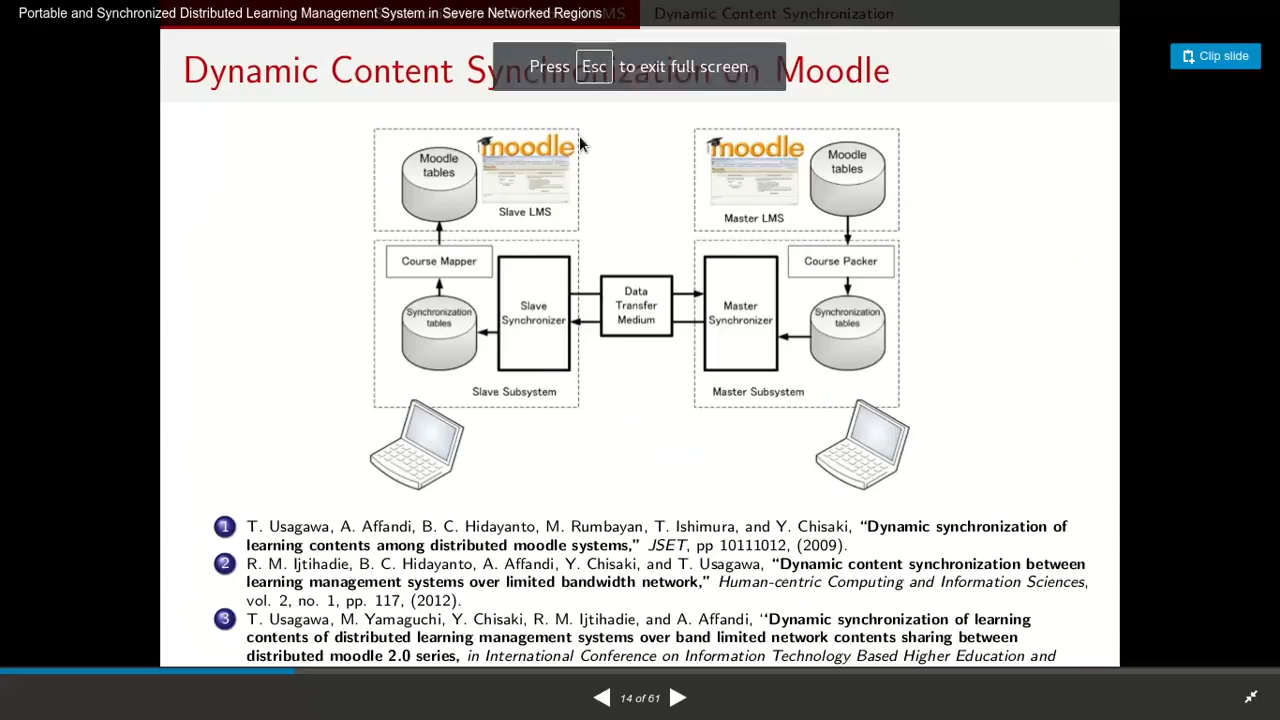 Portable and Synchronized Distributed Learning Management System in Severe Networked Regions
MS
Dynamic Content Synchronization
Dynamic Content Synchronization on Moodle
Press Esc to exit full screen
Clip slide
Moodle tables
moodle
Slave LMS
moodle
Master LMS
Moodle tables
Course Mapper
Course Packer
Synchronization tables
Slave Synchronizer
Data Transfer Medium
Master Synchronizer
Synchronization tables
Slave Subsystem
Master Subsystem
1 T. Usagawa, A. Affandi, B. C. Hidayanto, M. Rumbayan, T. Ishimura, and Y. Chisaki, “Dynamic synchronization of
learning contents among distributed moodle systems,” JSET, pp 10111012, (2009).
2 R. M. Ijtihadie, B. C. Hidayanto, A. Affandi, Y. Chisaki, and T. Usagawa, “Dynamic content synchronization between
learning management systems over limited bandwidth network,” Human-centric Computing and Information Sciences,
vol. 2, no. 1, pp. 117, (2012).
3 T. Usagawa, M. Yamaguchi, Y. Chisaki, R. M. Ijtihadie, and A. Affandi, “Dynamic synchronization of learning
contents of distributed learning management systems over band limited network contents sharing between
distributed moodle 2.0 series, in International Conference on Information Technology Based Higher Education and
14 of 61